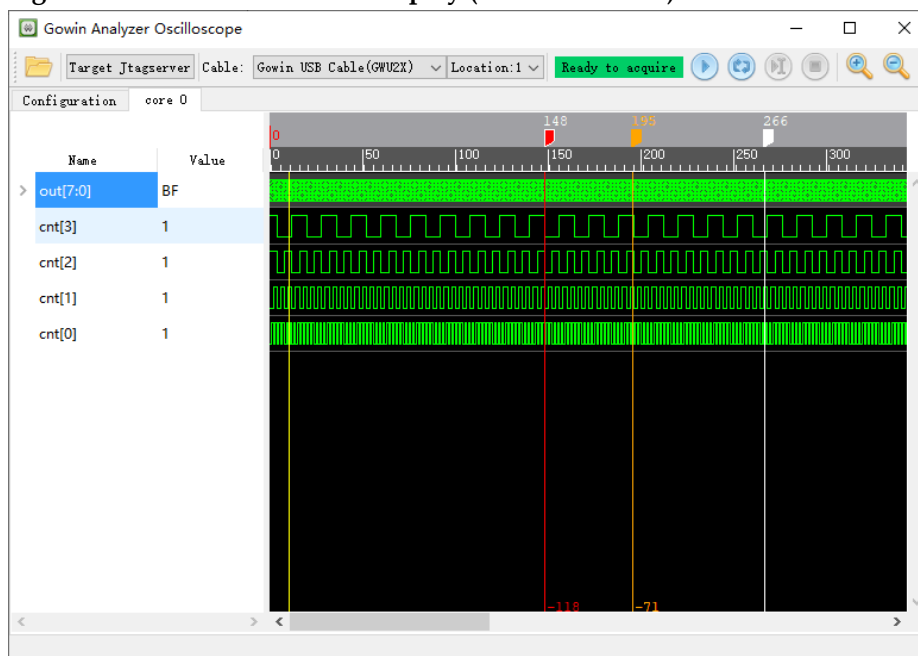 Gowin Analyzer Oscilloscope
Target Jtagserver Cable: Gowin USB Cable(GWU2X) Location:1 Ready to acquire
Configuration core 0
148 195 266
0
Name Value 0 50 100 150 200 250 300
out[7:0] BF
cnt[3] 1
cnt[2] 1
cnt[1] 1
cnt[0] 1
-118 -71